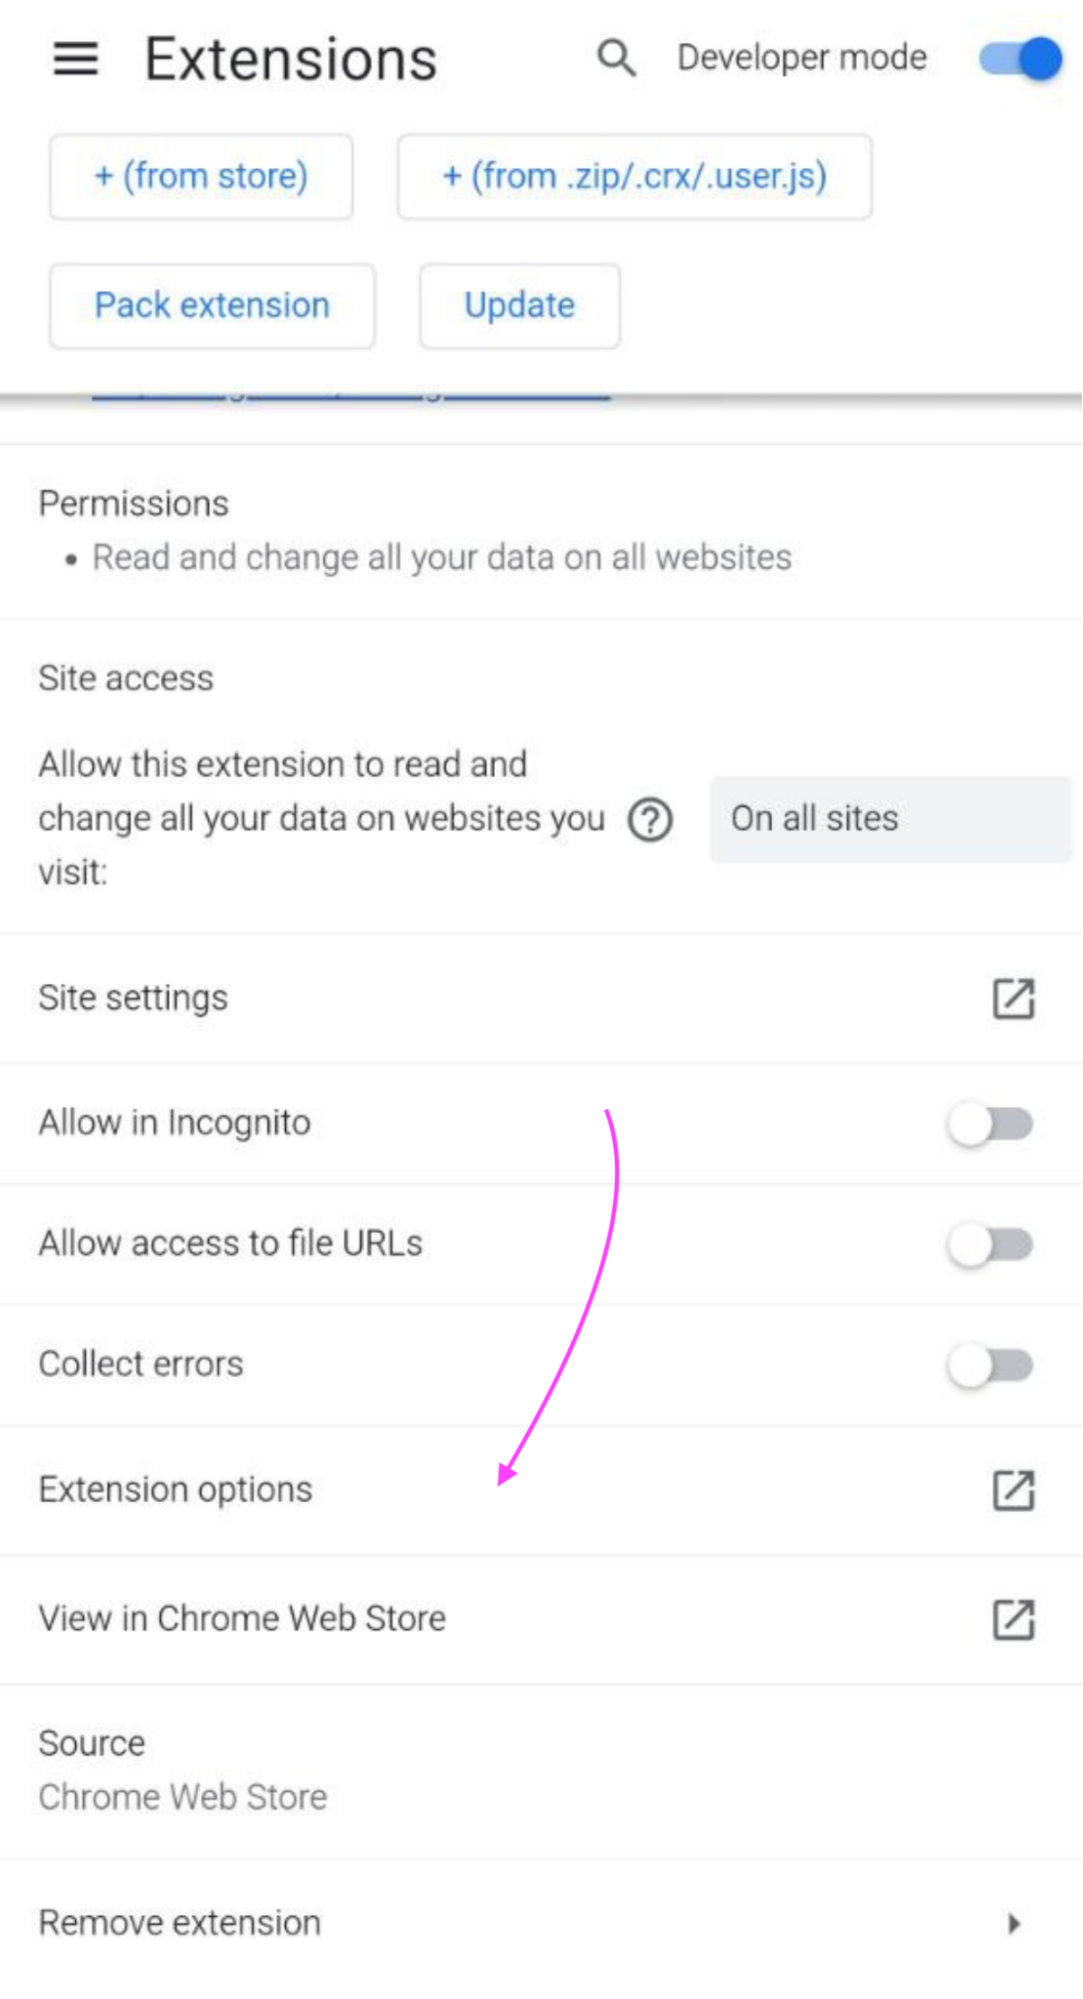 Extensions
Developer mode
+ (from store)
+ (from .zip/.crx/.user.js)
Pack extension
Update
Permissions
• Read and change all your data on all websites
Site access
Allow this extension to read and
change all your data on websites you
visit:
On all sites
Site settings
Allow in Incognito
Allow access to file URLs
Collect errors
Extension options
View in Chrome Web Store
Source
Chrome Web Store
Remove extension